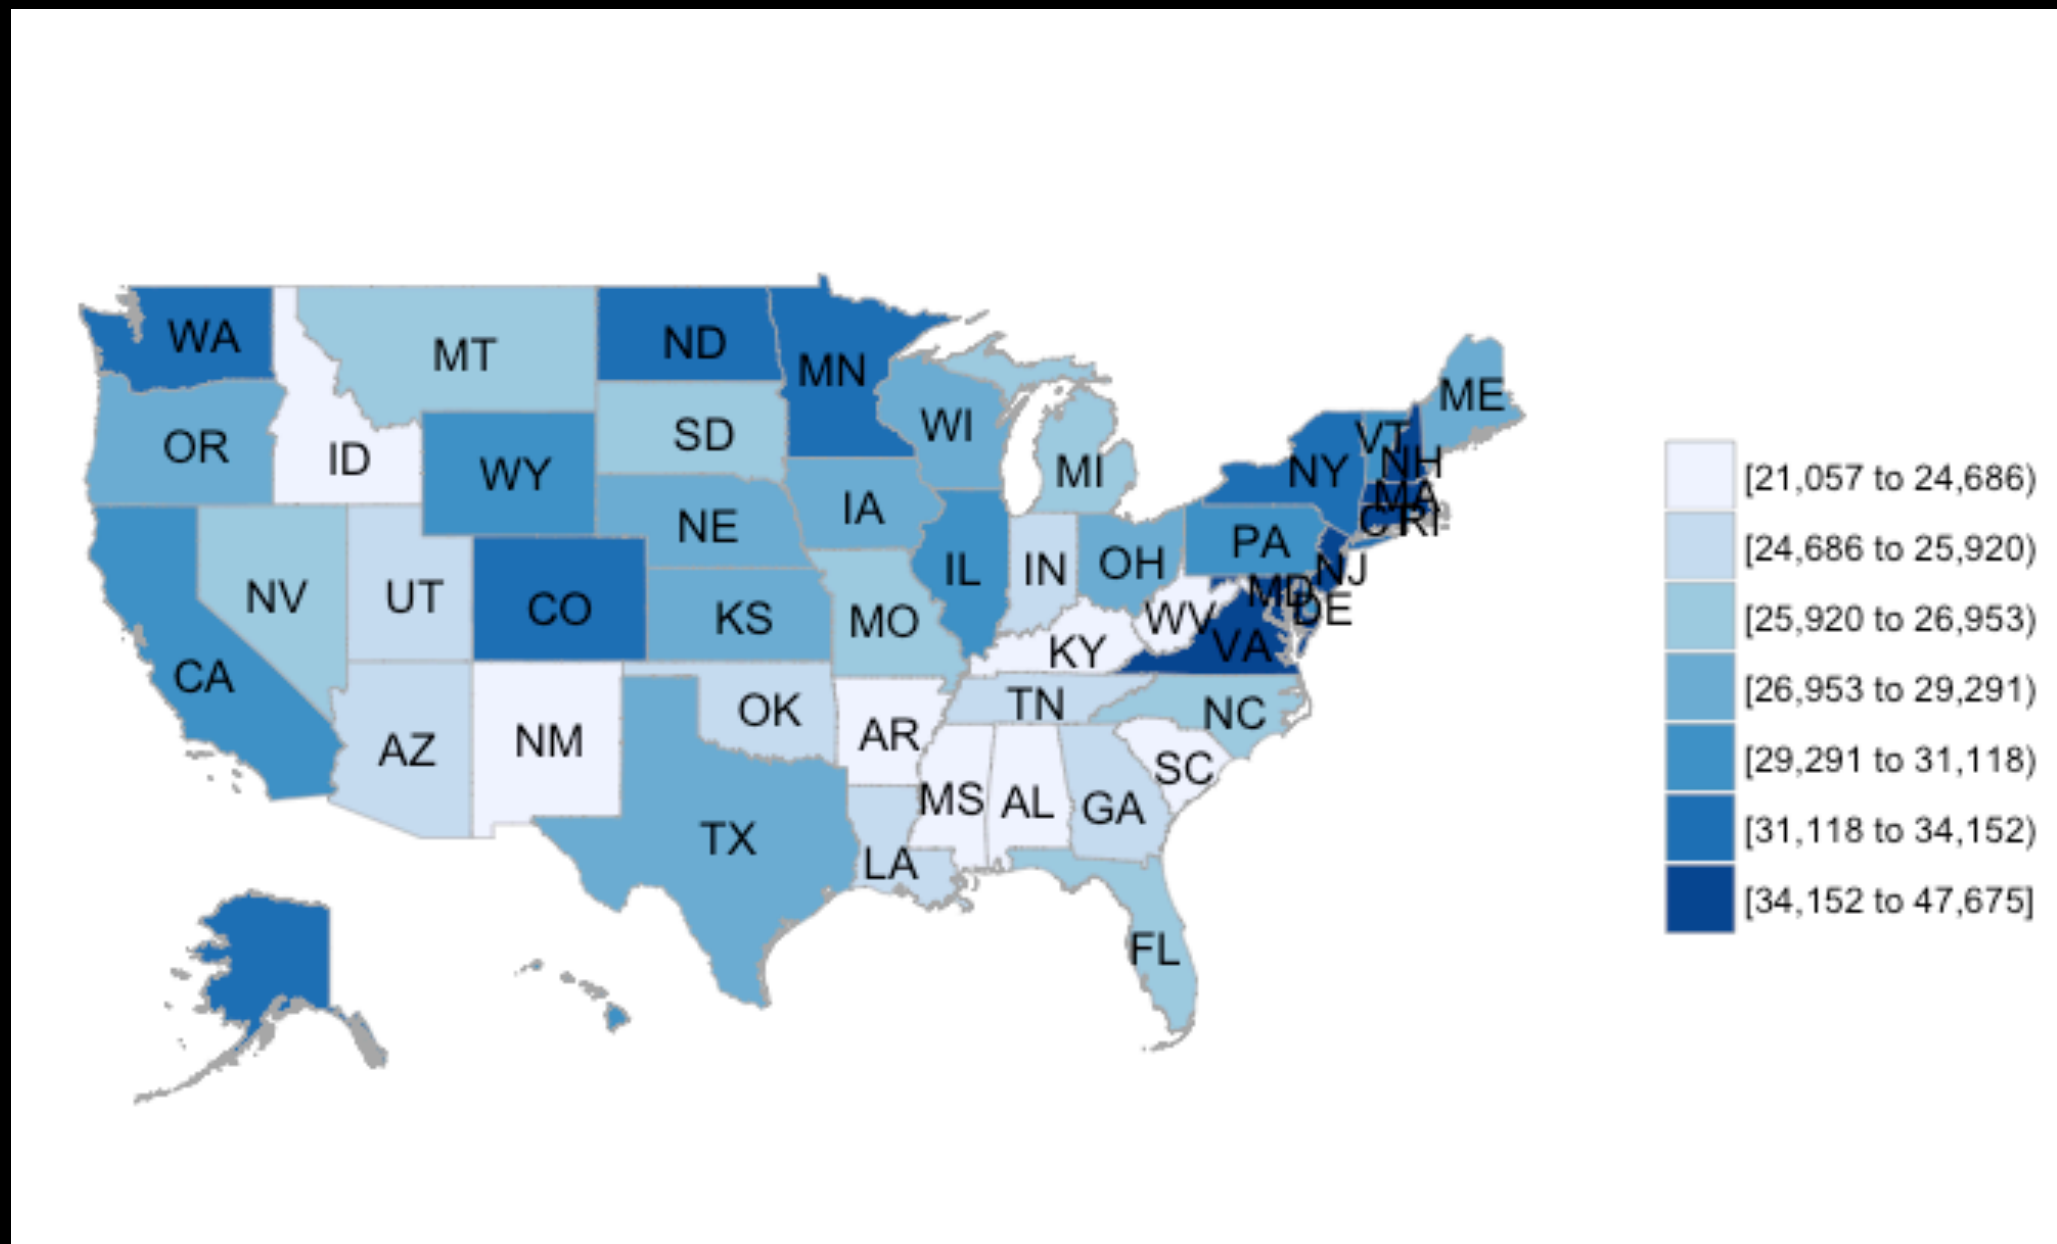 WA
MT
ND
MN
OR
ID
WY
SD
WI
MI
ME
VT
NH
NY
MA
CT
RI
NE
IA
PA
NV
UT
CO
KS
MO
IL
IN
OH
NJ
MD
DE
WV
VA
KY
CA
AZ
NM
OK
AR
TN
NC
SC
TX
LA
MS
AL
GA
FL
[21,057 to 24,686)
[24,686 to 25,920)
[25,920 to 26,953)
[26,953 to 29,291)
[29,291 to 31,118)
[31,118 to 34,152)
[34,152 to 47,675]